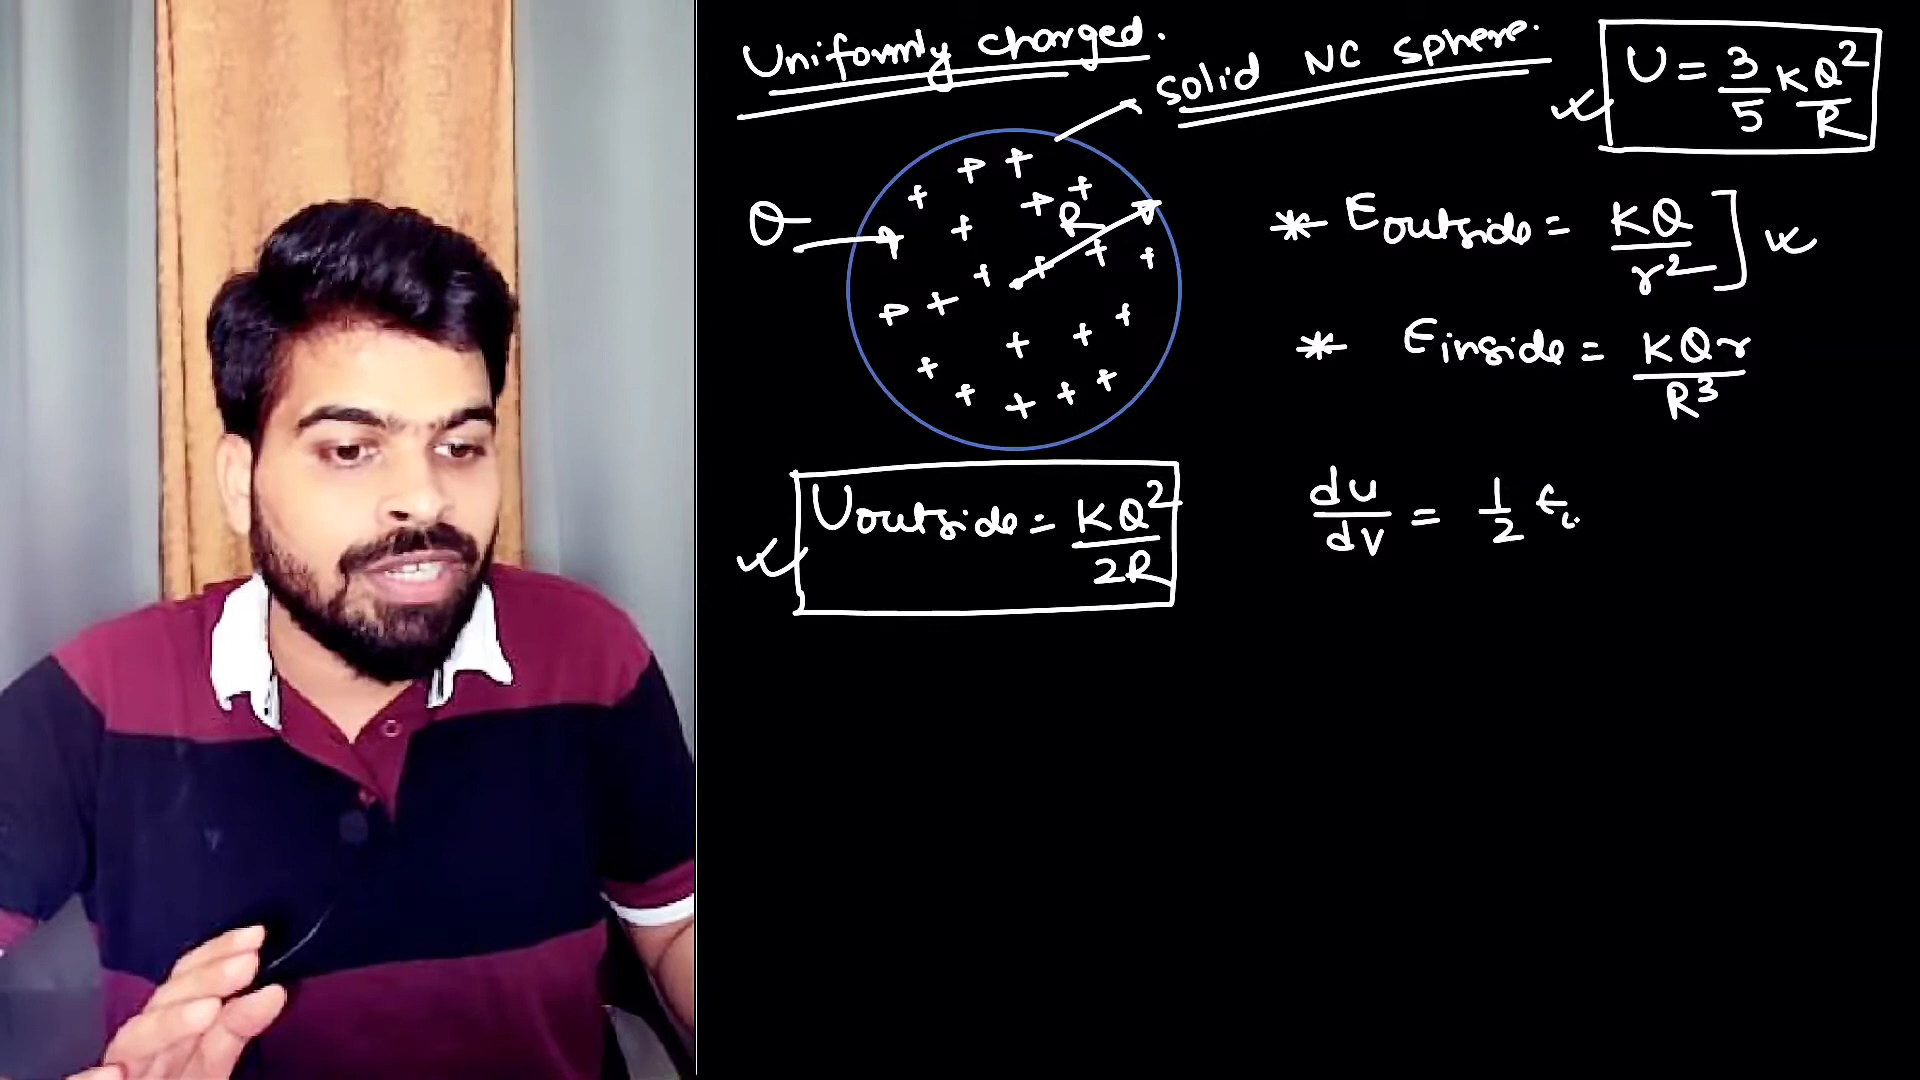 Uniformly charged.
solid NC sphere.
U = 3/5 KQ²/R
Q
R
* Eoutside = KQ/r²
* Einside = KQr/R³
Uoutside = KQ²/2R
du/dv = 1/2 ε